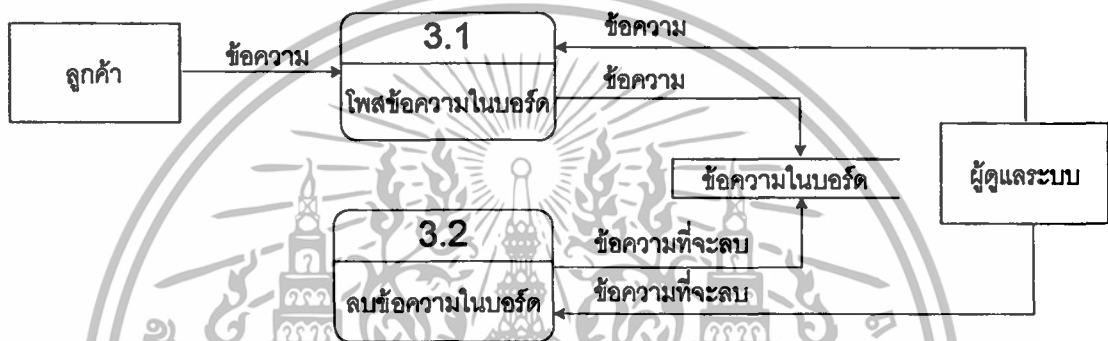 ลูกค้า
ข้อความ
3.1
โพสข้อความในบอร์ด
ข้อความ
ข้อความ
ข้อความในบอร์ด
ผู้ดูแลระบบ
3.2
ลบข้อความในบอร์ด
ข้อความที่จะลบ
ข้อความที่จะลบ